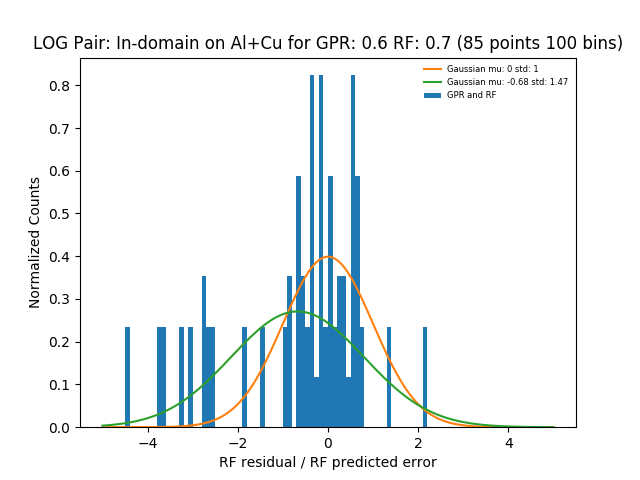 LOG Pair: In-domain on Al+Cu for GPR: 0.6 RF: 0.7 (85 points 100 bins)
Gaussian mu: 0 std: 1
Gaussian mu: -0.68 std: 1.47
GPR and RF
Normalized Counts
0.8
0.7
0.6
0.5
0.4
0.3
0.2
0.1
0.0
−4
−2
0
2
4
RF residual / RF predicted error